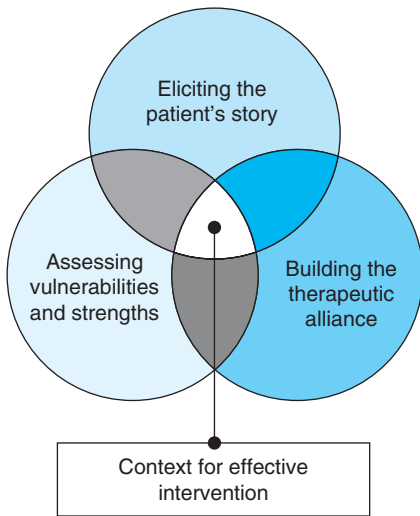 Eliciting the
patient's story
Assessing
vulnerabilities
and strengths
Building the
therapeutic
alliance
Context for effective
intervention